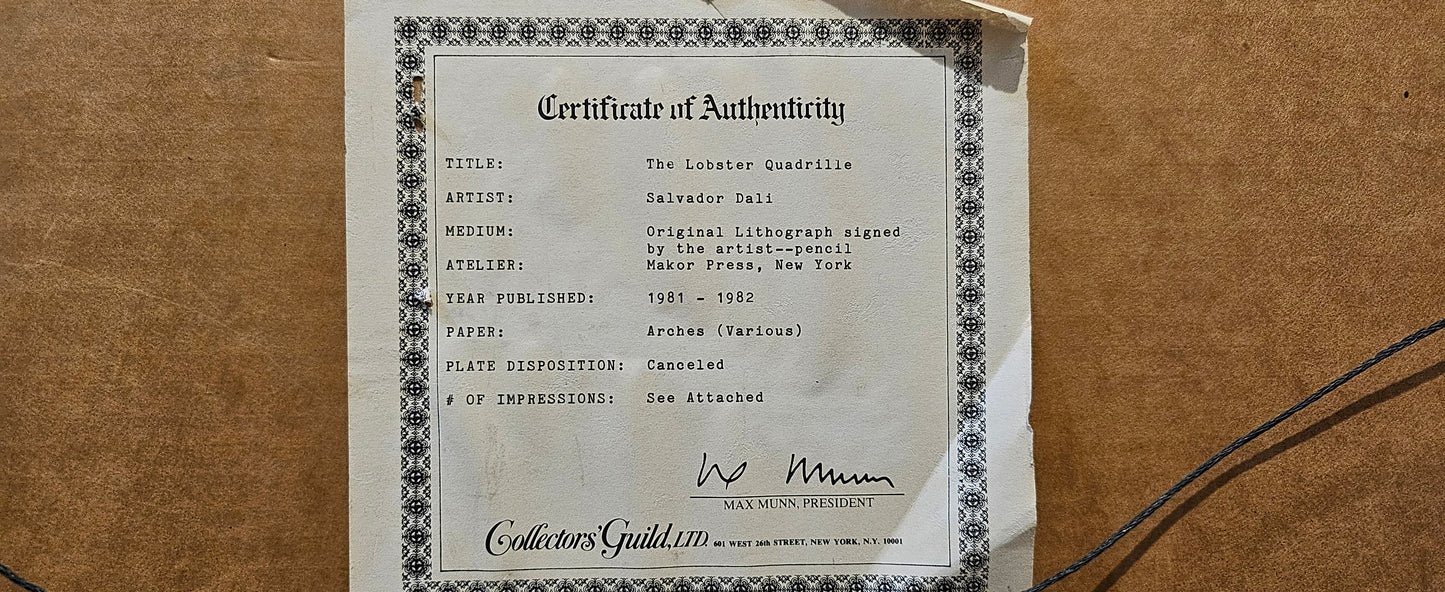 Certificate of Authenticity
TITLE: The Lobster Quadrille
ARTIST: Salvador Dali
MEDIUM: Original Lithograph signed
by the artist--pencil
ATELIER: Makor Press, New York
YEAR PUBLISHED: 1981 - 1982
PAPER: Arches (Various)
PLATE DISPOSITION: Canceled
# OF IMPRESSIONS: See Attached
MAX MUNN, PRESIDENT
Collectors' Guild, LTD. 601 WEST 26th STREET, NEW YORK, N.Y. 10001